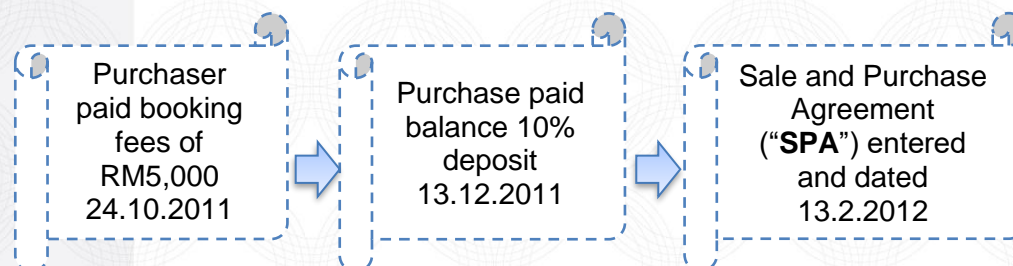 Purchaser
paid booking
fees of
RM5,000
24.10.2011
Purchase paid
balance 10%
deposit
13.12.2011
Sale and Purchase
Agreement
(“SPA”) entered
and dated
13.2.2012